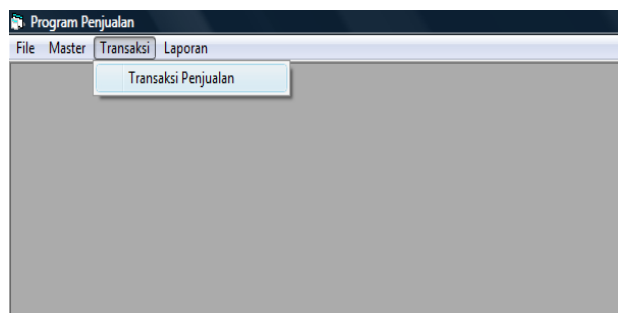 Program Penjualan
File Master Transaksi Laporan
Transaksi Penjualan